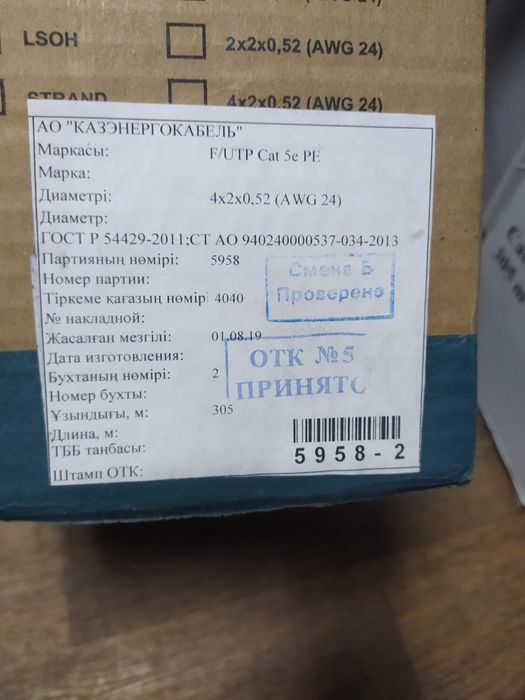 LSOH
2x2x0,52 (AWG 24)
STRAND
4x2x0,52 (AWG 24)
АО "КАЗЭНЕРГОКАБЕЛЬ"
Маркасы: F/UTP Cat 5e PE
Марка:
Диаметрі: 4x2x0,52 (AWG 24)
Диаметр:
ГОСТ Р 54429-2011;СТ АО 940240000537-034-2013
Партияның нөмірі: 5958
Номер партии:
Тіркеме қағазың нөмір 4040
№ накладной:
Жасалған мезгілі: 01.08.19
Дата изготовления:
Бухтаның нөмірі: 2
Номер бухты:
Ұзындығы, м: 305
Длина, м:
ТББ таңбасы:
Штамп ОТК:
Смена Б
Проверено
ОТК №5
ПРИНЯТО
5958-2